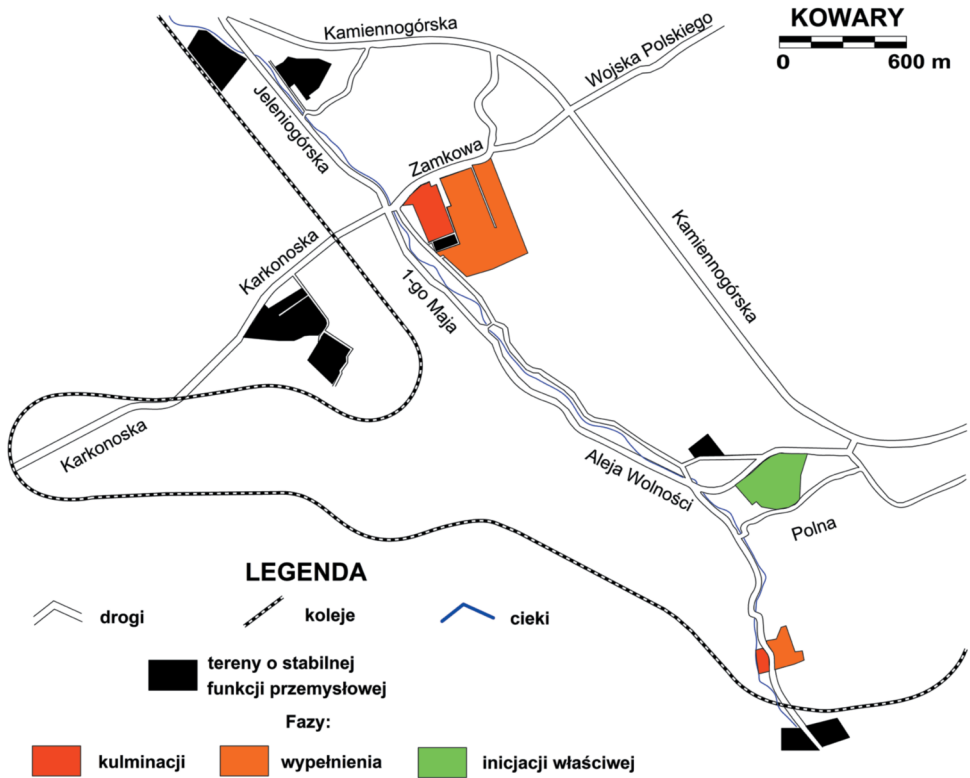 KOWARY
0 600 m
Kamiennogórska
Wojska Polskiego
Jeleniogórska
Zamkowa
Karkonoska
1-go Maja
Kamiennogórska
Karkonoska
Aleja Wolności
Polna
LEGENDA
drogi
koleje
cieki
tereny o stabilnej
funkcji przemysłowej
Fazy:
kulminacji
wypełnienia
inicjacji właściwej